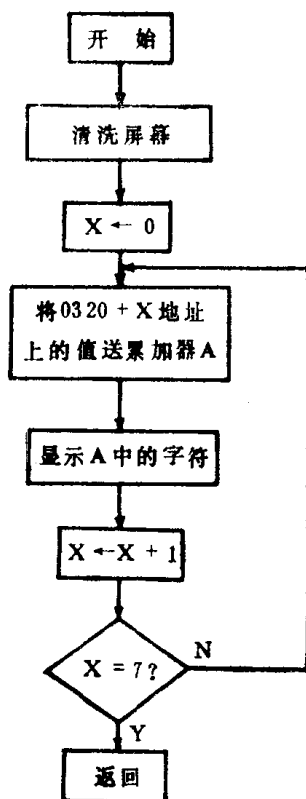 开 始
清洗屏幕
X ← 0
将0320 + X地址
上的值送累加器A
显示A中的字符
X←X + 1
X = 7?
N
Y
返回